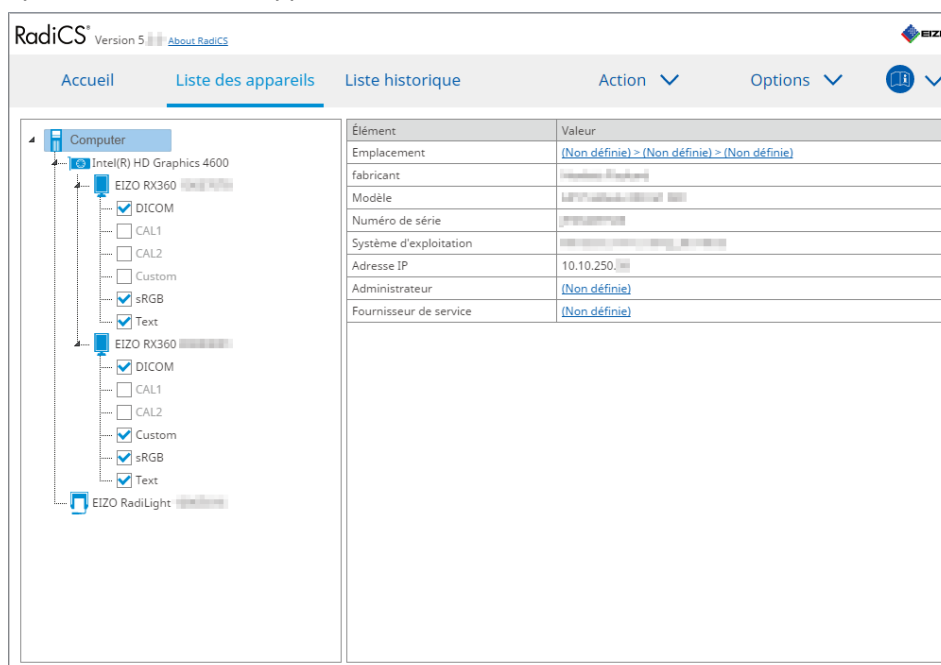 RadiCS® Version 5. About RadiCS
EIZ
Accueil Liste des appareils Liste historique Action Options
Computer
Intel(R) HD Graphics 4600
EIZO RX360
DICOM
CAL1
CAL2
Custom
sRGB
Text
EIZO RX360
DICOM
CAL1
CAL2
Custom
sRGB
Text
EIZO RadiLight
Élément Valeur
Emplacement (Non définie) > (Non définie) > (Non définie)
fabricant
Modèle
Numéro de série
Système d'exploitation
Adresse IP 10.10.250.
Administrateur (Non définie)
Fournisseur de service (Non définie)